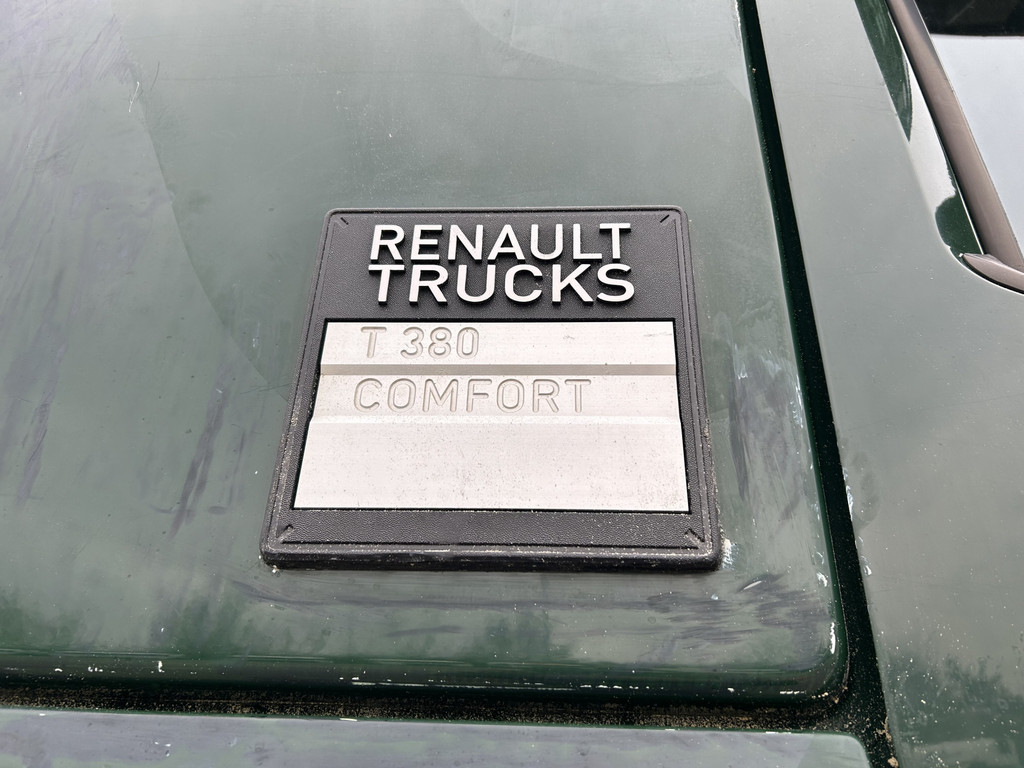 RENAULT
TRUCKS
T 380
COMFORT